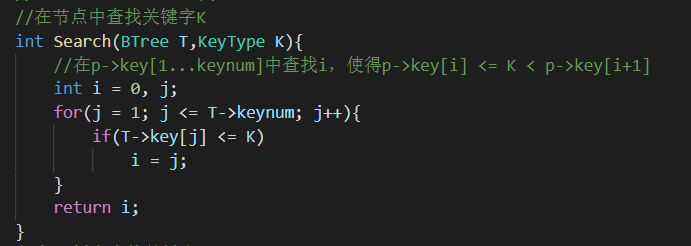 //在节点中查找关键字K
int Search(BTree T,KeyType K){
    //在p->key[1...keynum]中查找i，使得p->key[i] <= K < p->key[i+1]
    int i = 0, j;
    for(j = 1; j <= T->keynum; j++){
        if(T->key[j] <= K)
            i = j;
    }
    return i;
}